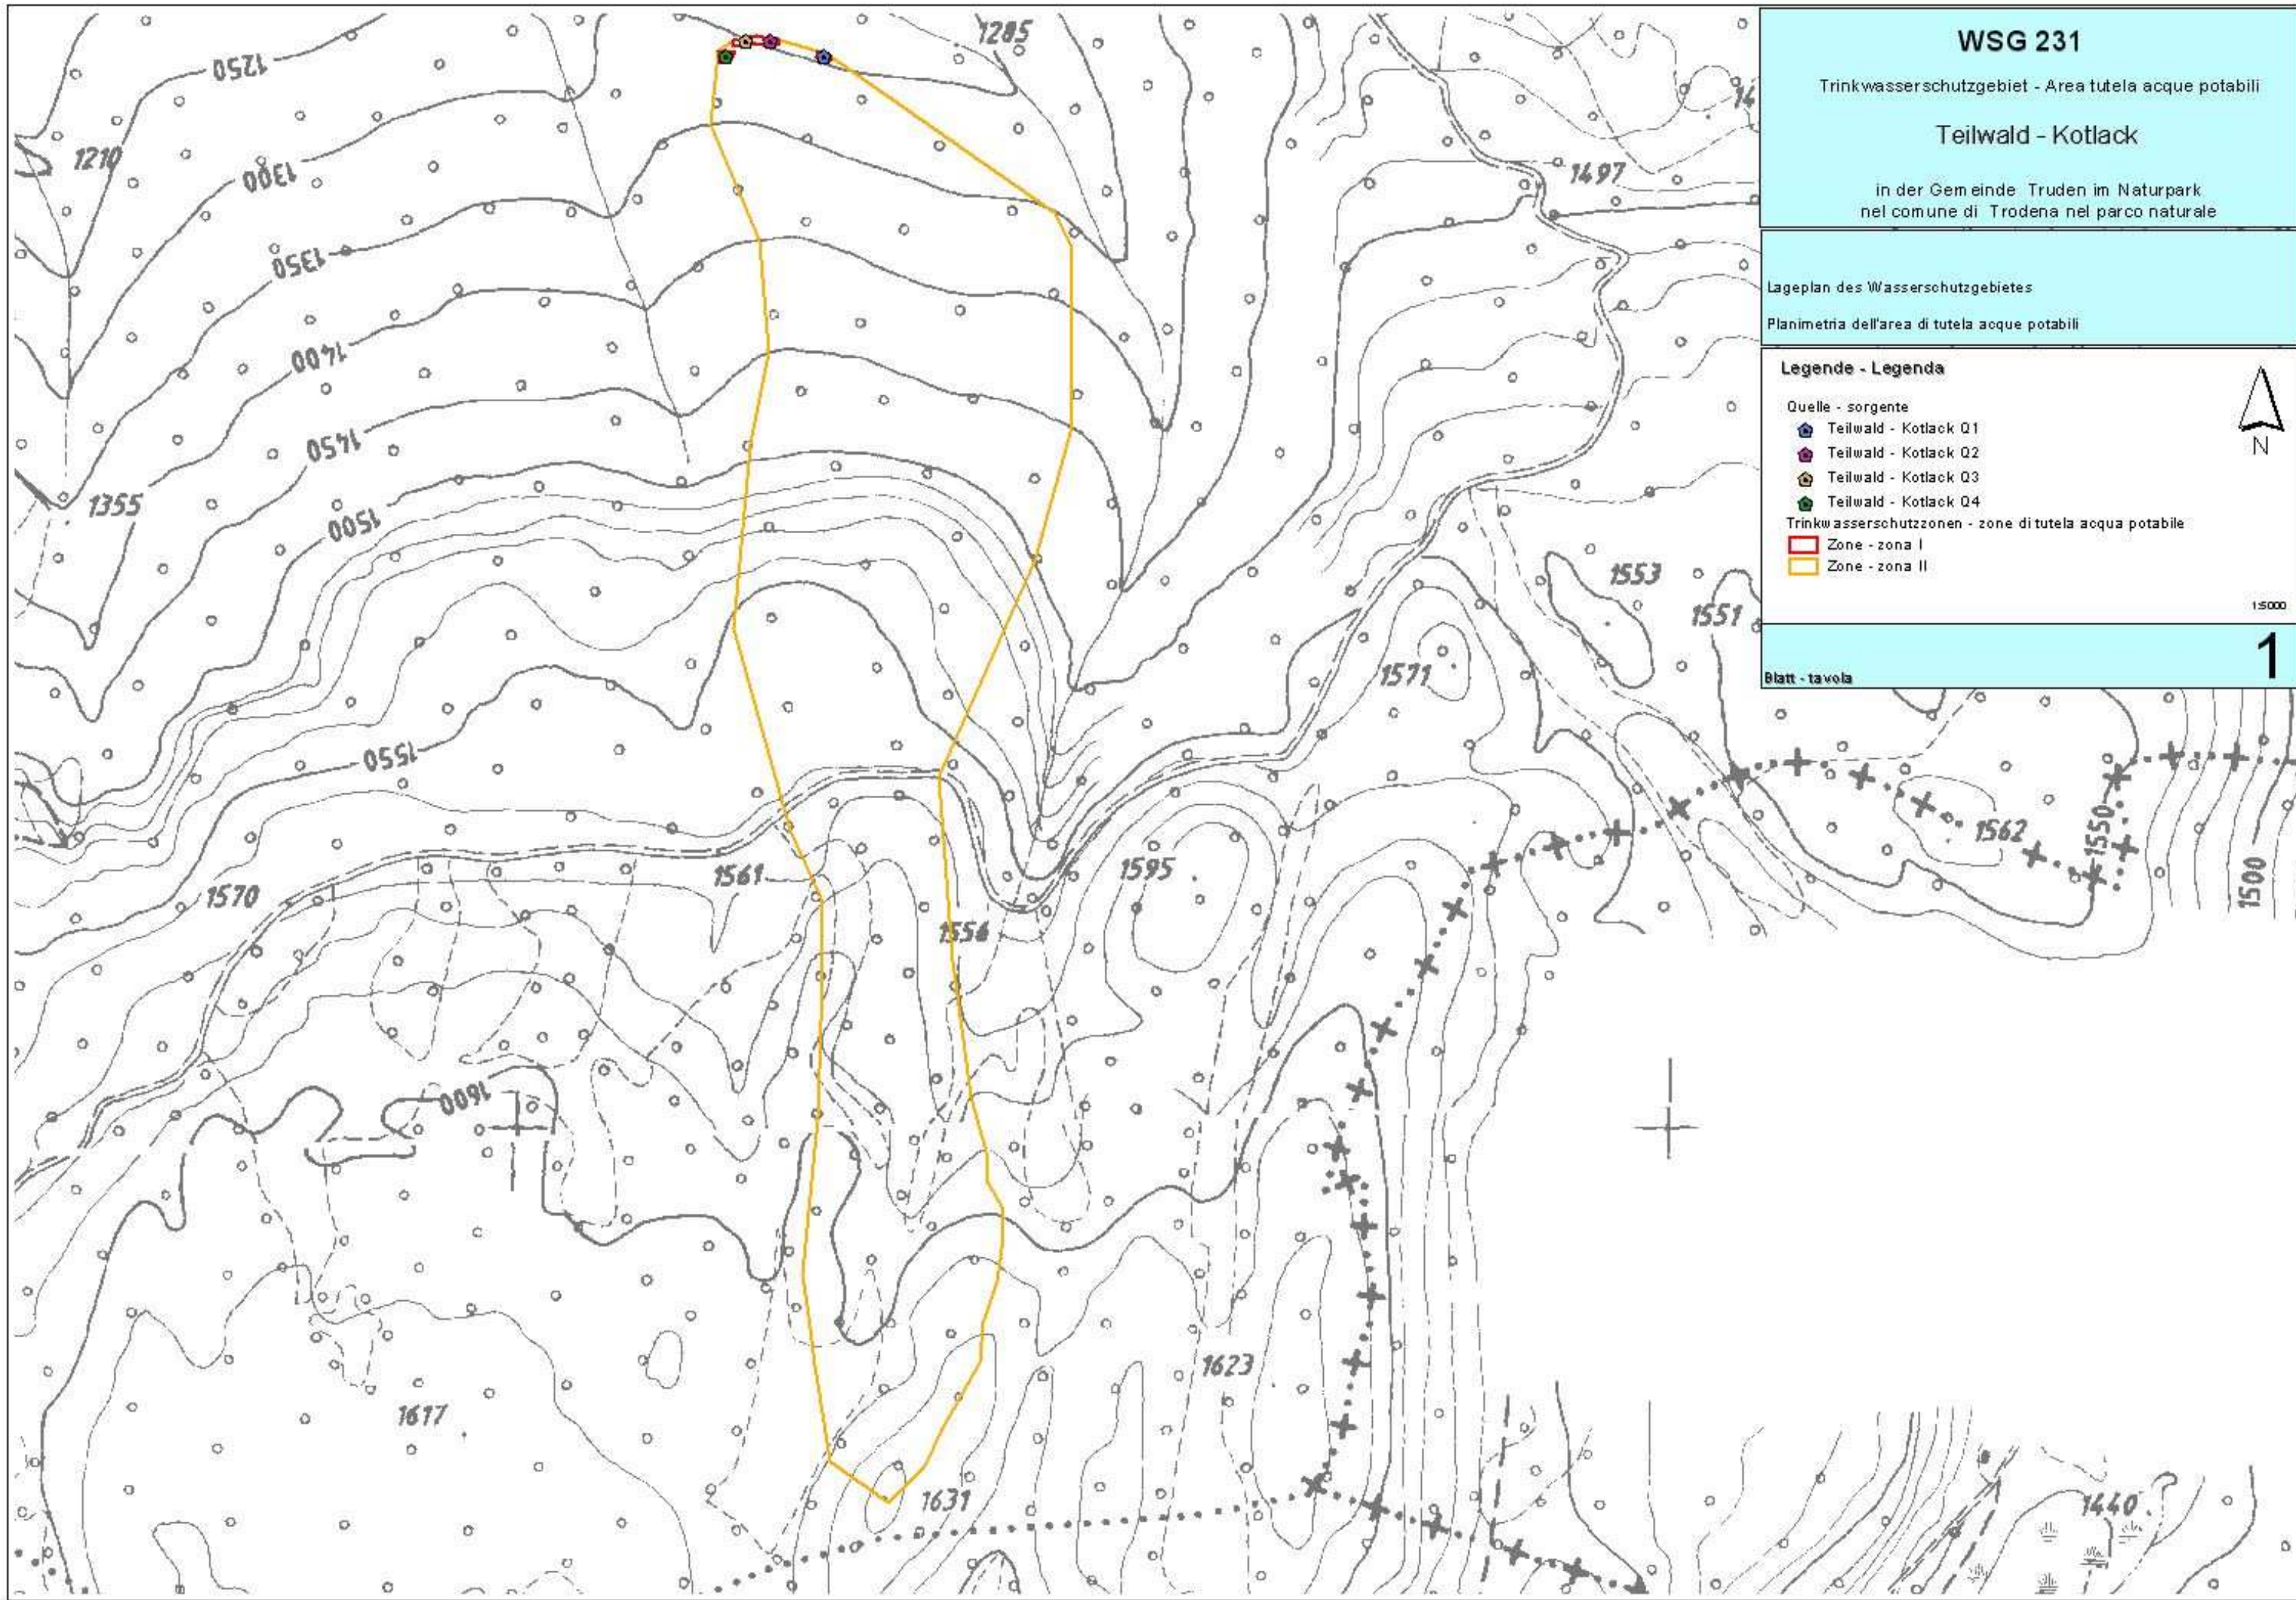 WSG 231
Trinkwasserschutzgebiet - Area tutela acque potabili
Teilwald - Kotlack
in der Gemeinde Truden im Naturpark
nel comune di Trodena nel parco naturale
Lageplan des Wasserschutzgebietes
Planimetria dell'area di tutela acque potabili
Legende - Legenda
Quelle - sorgente
Teilwald - Kotlack Q1
Teilwald - Kotlack Q2
Teilwald - Kotlack Q3
Teilwald - Kotlack Q4
Trinkwasserschutzzonen - zone di tutela acqua potabile
Zone - zona I
Zone - zona II
N
1:5000
1
Blatt - tavola
1285
1250
1210
1300
1497
14
1350
1400
1450
1355
1500
1553
1551
1571
1550
1562
1550
1561
1595
1570
1500
1556
1600
1623
1617
1631
1440